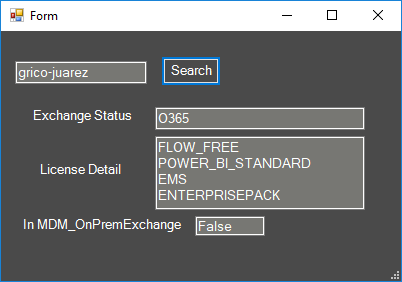 Form
grico-juarez
Search
Exchange Status
O365
License Detail
FLOW_FREE
POWER_BI_STANDARD
EMS
ENTERPRISEPACK
In MDM_OnPremExchange
False